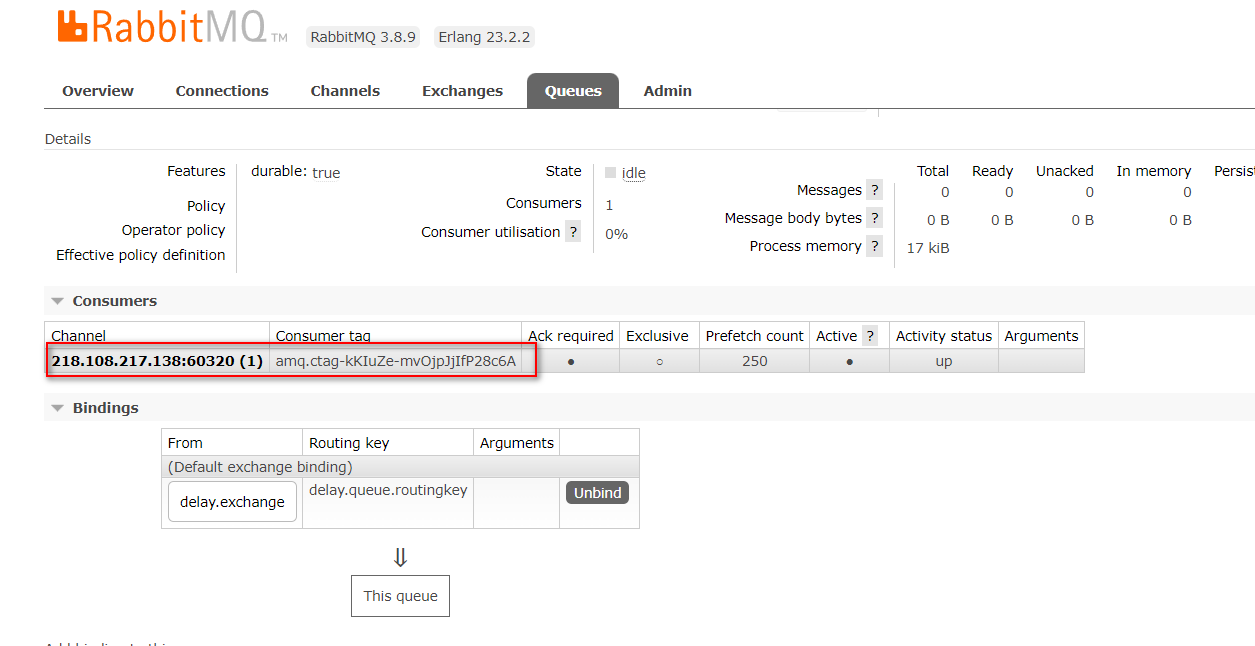 RabbitMQ TM RabbitMQ 3.8.9 Erlang 23.2.2
Overview Connections Channels Exchanges Queues Admin
Details
Features durable: true
Policy
Operator policy
Effective policy definition
State idle
Consumers 1
Consumer utilisation ? 0%
Total Ready Unacked In memory Persist
Messages ? 0 0 0 0
Message body bytes ? 0 B 0 B 0 B 0 B
Process memory ? 17 kiB
Consumers
Channel Consumer tag Ack required Exclusive Prefetch count Active ? Activity status Arguments
218.108.217.138:60320 (1) amq.ctag-kKIuZe-mvOjpJjIfP28c6A ● ○ 250 ● up
Bindings
From Routing key Arguments
(Default exchange binding)
delay.exchange delay.queue.routingkey Unbind
⇓
This queue